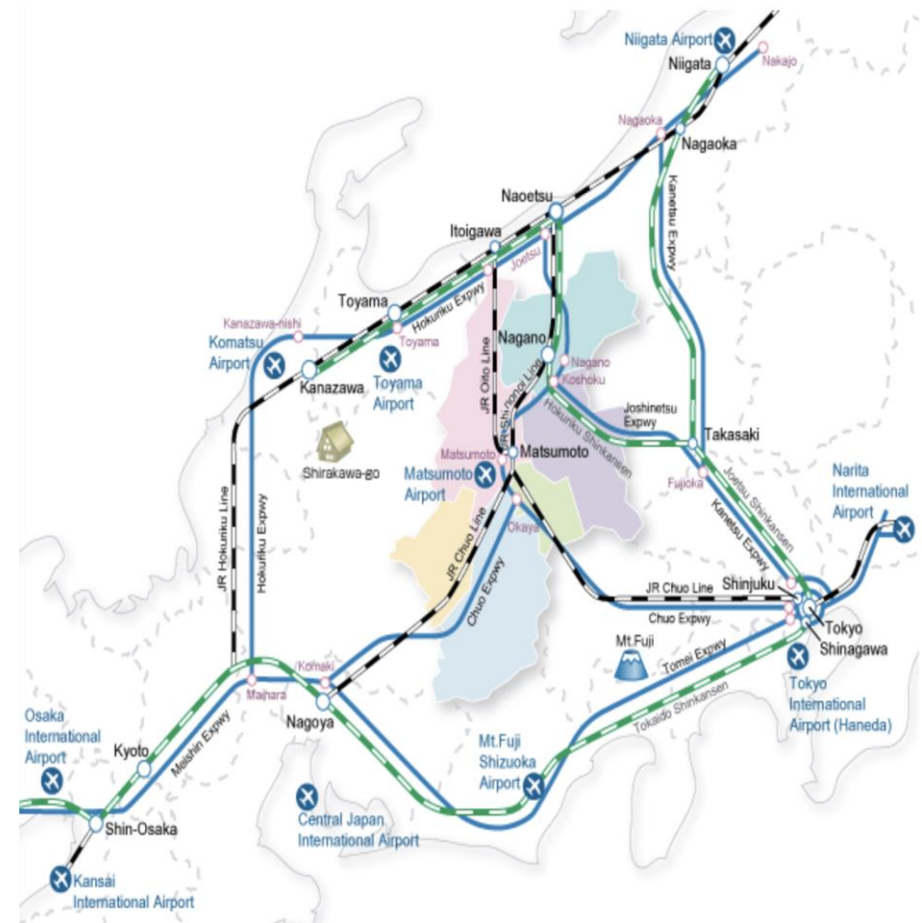 Niigata Airport
Niigata
Nakajo
Nagaoka
Nagaoka
Kanetsu Expwy
Naoetsu
Itoigawa
Joetsu
Toyama
Hokuriku Expwy
Kanazawa-nishi
Toyama
Komatsu
Airport
Kanazawa
Toyama
Airport
Nagano
Nagano
Koshoku
JR Oito Line
JR Shinonoi Line
Hokuriku Shinkansen
Joshinetsu
Expwy
Takasaki
Fujioka
Joetsu Shinkansen
Kanetsu Expwy
Shirakawa-go
Matsumoto
Matsumoto
Matsumoto
Airport
Okaya
Narita
International
Airport
JR Hokuriku Line
Hokuriku Expwy
JR Chuo Line
Chuo Expwy
JR Chuo Line
Chuo Expwy
Shinjuku
Tokyo
Shinagawa
Mt.Fuji
Tomei Expwy
Tokaido Shinkansen
Tokyo
International
Airport (Haneda)
Komaki
Maihara
Nagoya
Meishin Expwy
Osaka
International
Airport
Kyoto
Shin-Osaka
Kansai
International Airport
Central Japan
International Airport
Mt.Fuji
Shizuoka
Airport